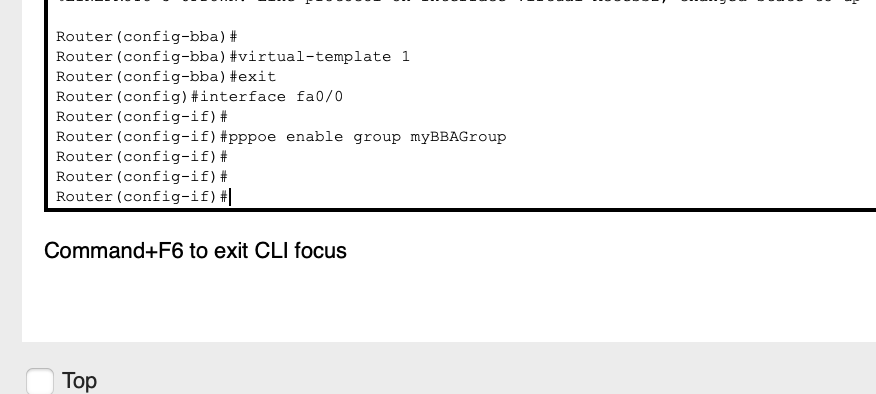 Router(config-bba)#
Router(config-bba)#virtual-template 1
Router(config-bba)#exit
Router(config)#interface fa0/0
Router(config-if)#
Router(config-if)#pppoe enable group myBBAGroup
Router(config-if)#
Router(config-if)#
Router(config-if)#
Command+F6 to exit CLI focus
Top